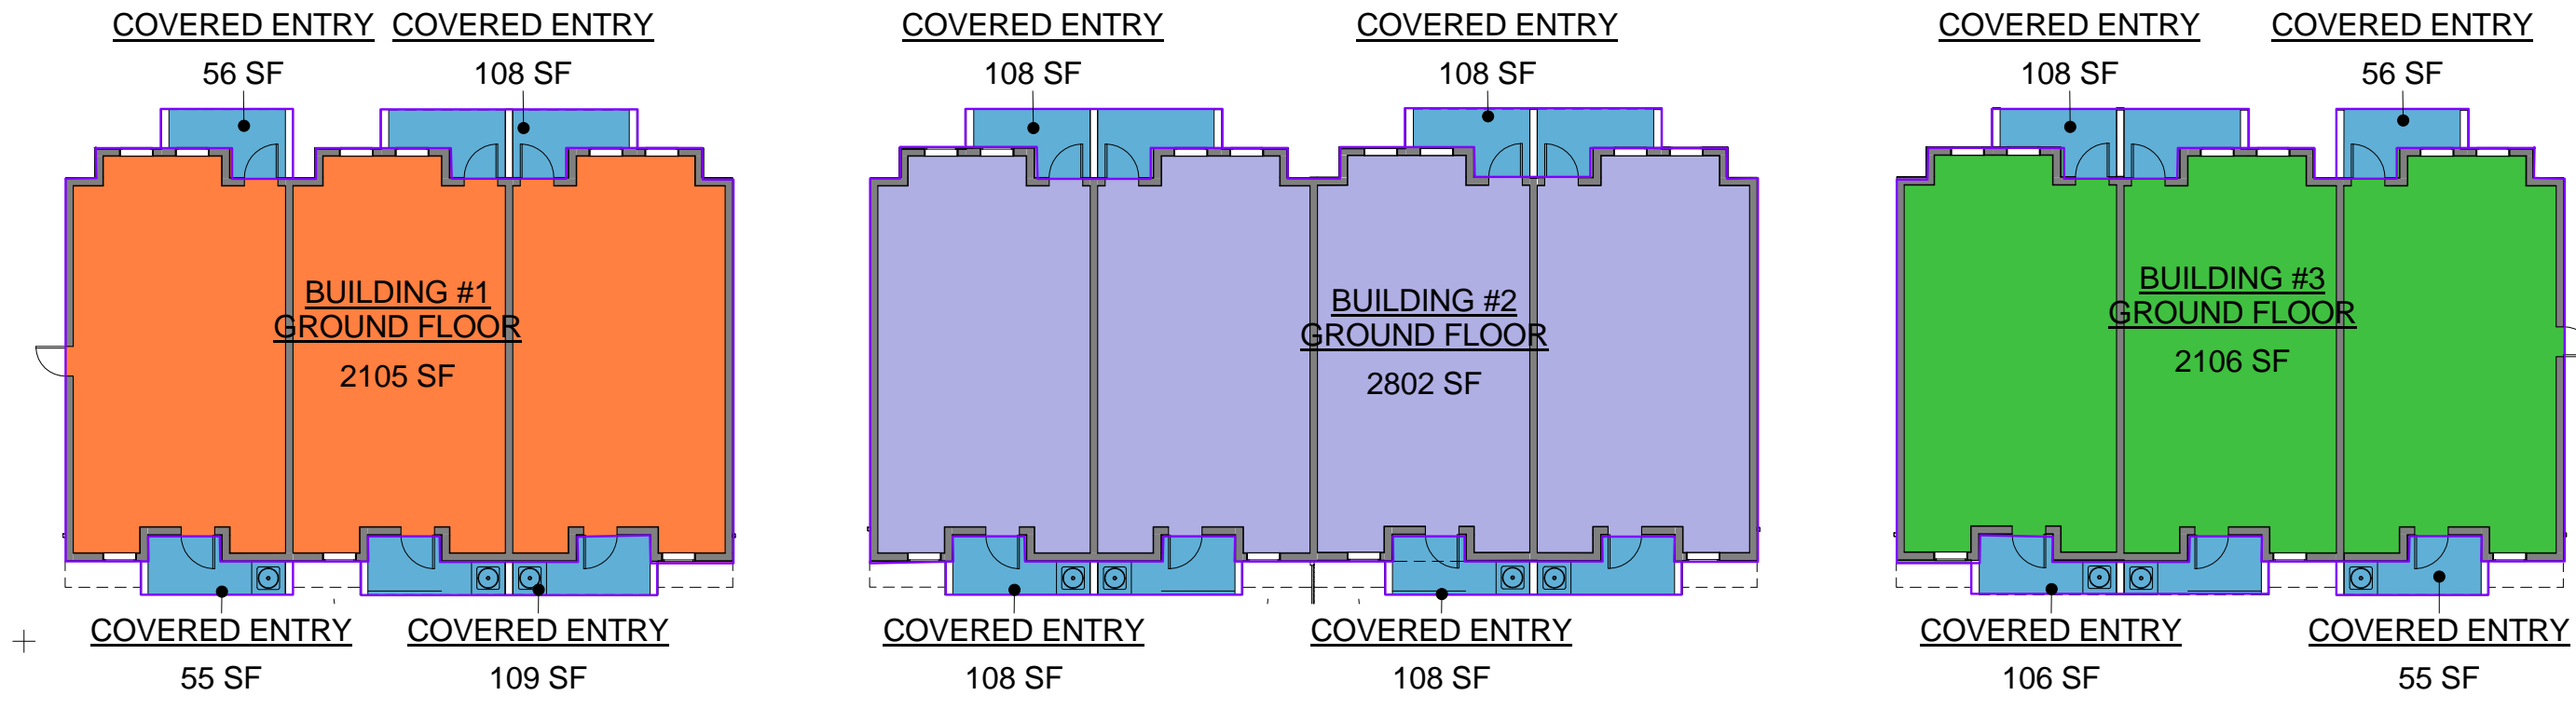 COVERED ENTRY
56 SF
COVERED ENTRY
108 SF
COVERED ENTRY
108 SF
COVERED ENTRY
108 SF
COVERED ENTRY
108 SF
COVERED ENTRY
56 SF
BUILDING #1
GROUND FLOOR
2105 SF
BUILDING #2
GROUND FLOOR
2802 SF
BUILDING #3
GROUND FLOOR
2106 SF
COVERED ENTRY
55 SF
COVERED ENTRY
109 SF
COVERED ENTRY
108 SF
COVERED ENTRY
108 SF
COVERED ENTRY
106 SF
COVERED ENTRY
55 SF